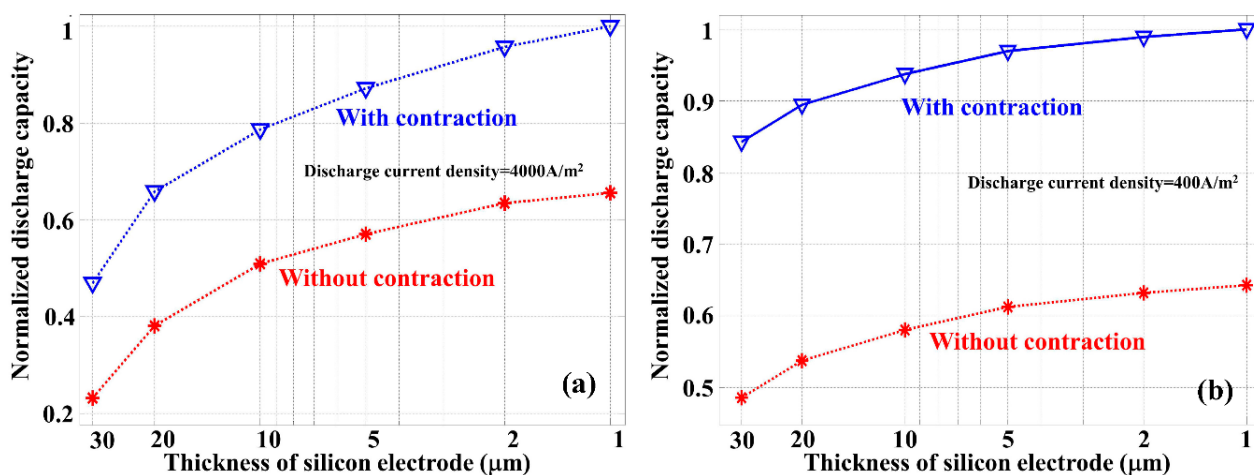 Normalized discharge capacity
1
0.8
0.6
0.4
0.2
With contraction
Discharge current density=4000A/m²
Without contraction
(a)
30 20 10 5 2 1
Thickness of silicon electrode (μm)
Normalized discharge capacity
1
0.9
0.8
0.7
0.6
0.5
With contraction
Discharge current density=400A/m²
Without contraction
(b)
30 20 10 5 2 1
Thickness of silicon electrode (μm)